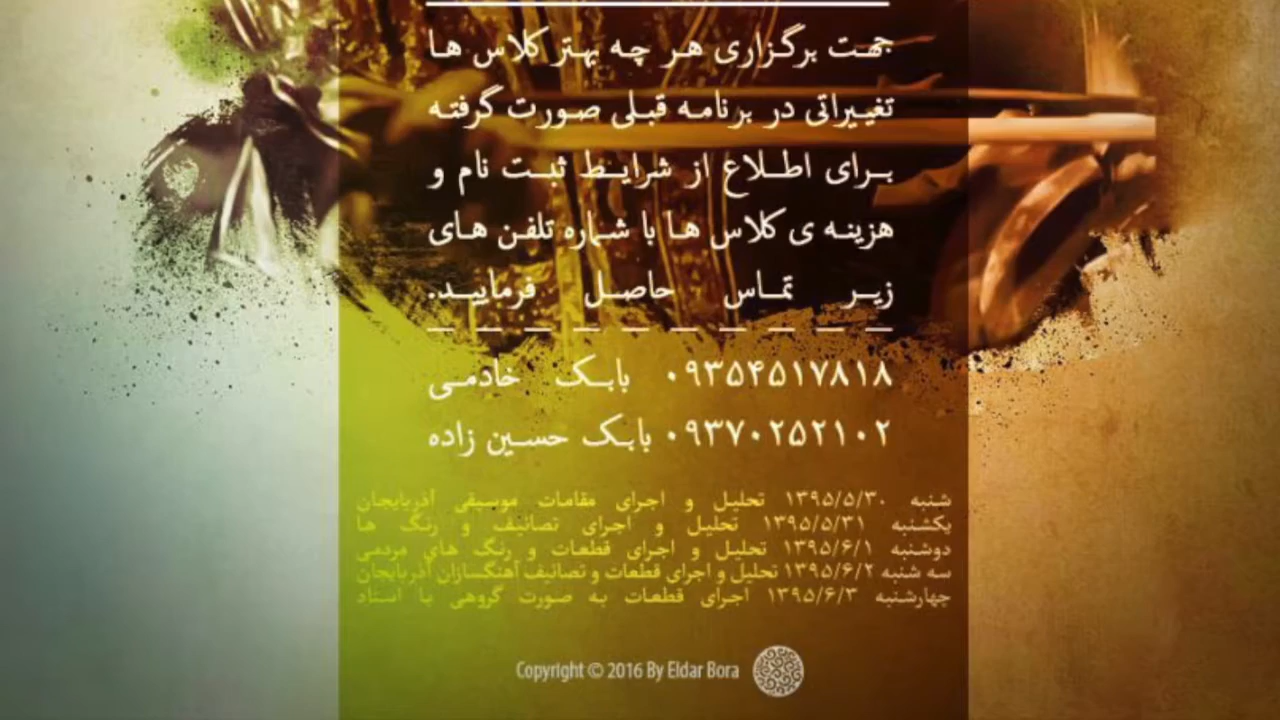 جهت برگزاری هر چه بهتر کلاس ها
تغییراتی در برنامه قبلی صورت گرفته
برای اطلاع از شرایط ثبت نام و
هزینه ی کلاس ها با شماره تلفن های
زیر تماس حاصل فرمایید.
۰۹۳۵۴۵۱۷۸۱۸ بابک خادمی
۰۹۳۷۰۲۵۲۱۰۲ بابک حسین زاده
شنبه ۱۳۹۵/۵/۳۰ تحلیل و اجرای مقامات موسیقی آذربایجان
یکشنبه ۱۳۹۵/۵/۳۱ تحلیل و اجرای تصانیف و رنگ ها
دوشنبه ۱۳۹۵/۶/۱ تحلیل و اجرای قطعات و رنگ های مردمی
سه شنبه ۱۳۹۵/۶/۲ تحلیل و اجرای قطعات و تصانیف آهنگسازان آذربایجان
چهارشنبه ۱۳۹۵/۶/۳ اجرای قطعات به صورت گروهی با استاد
Copyright © 2016 By Eldar Bora